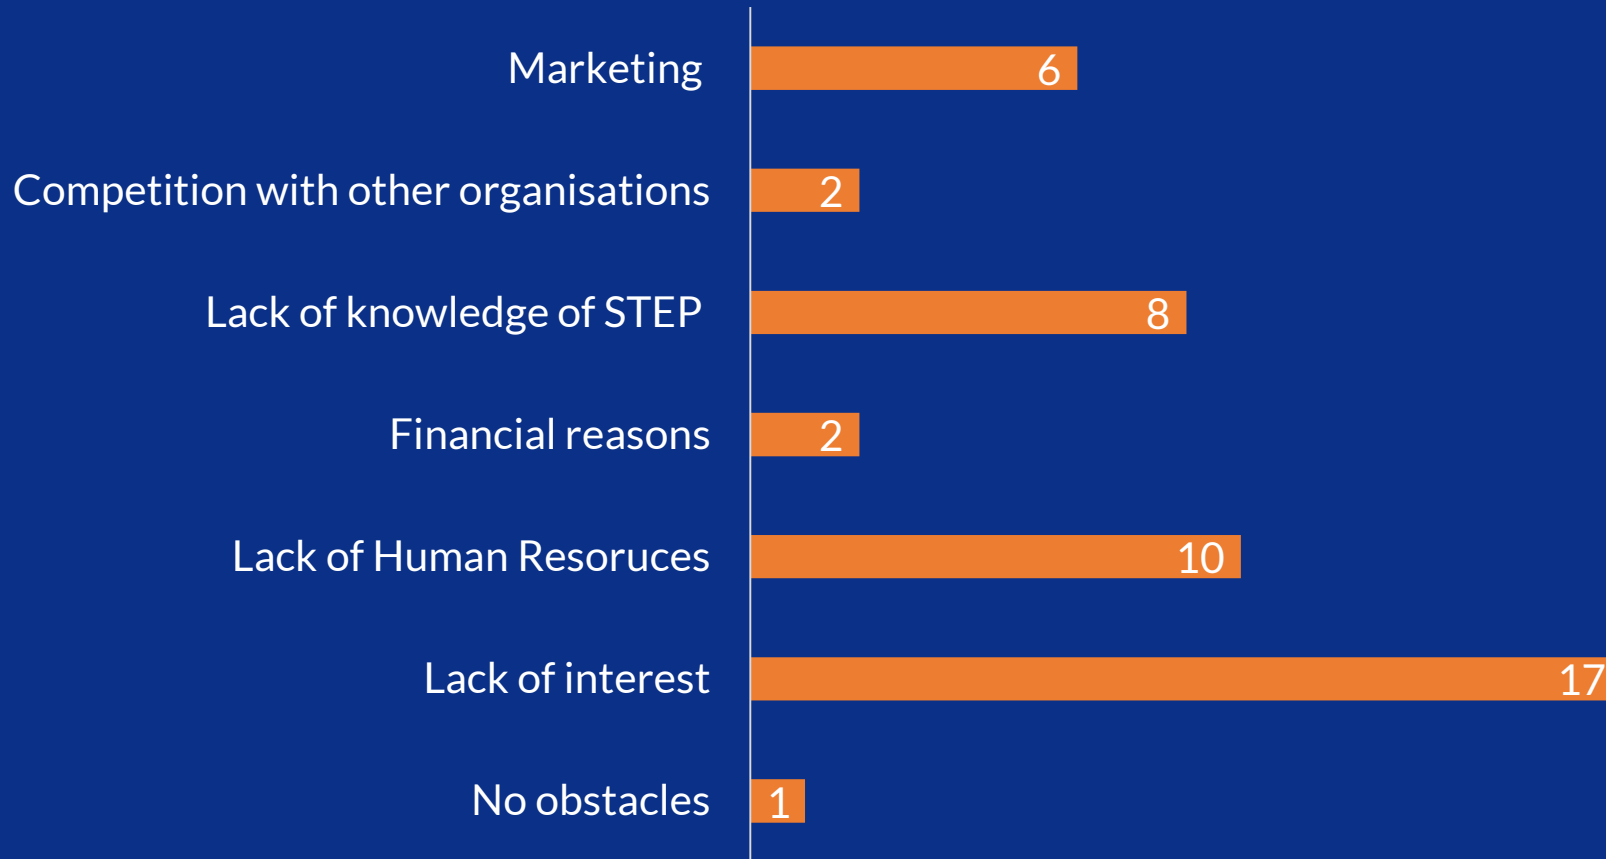 Marketing 6
Competition with other organisations 2
Lack of knowledge of STEP 8
Financial reasons 2
Lack of Human Resoruces 10
Lack of interest 17
No obstacles 1